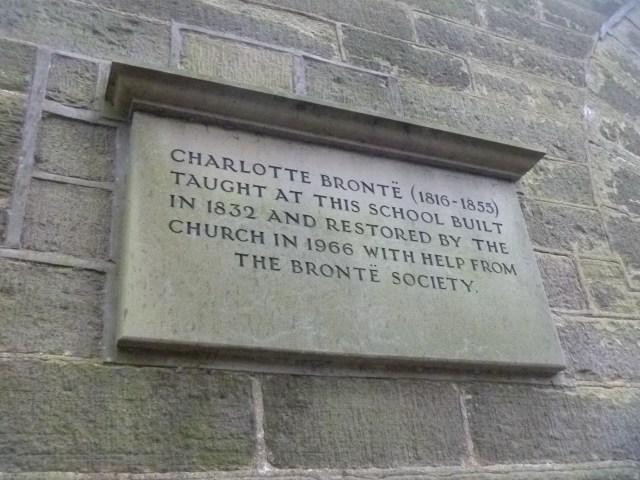 CHARLOTTE BRONTË (1816-1855)
TAUGHT AT THIS SCHOOL BUILT
IN 1832 AND RESTORED BY THE
CHURCH IN 1966 WITH HELP FROM
THE BRONTË SOCIETY.